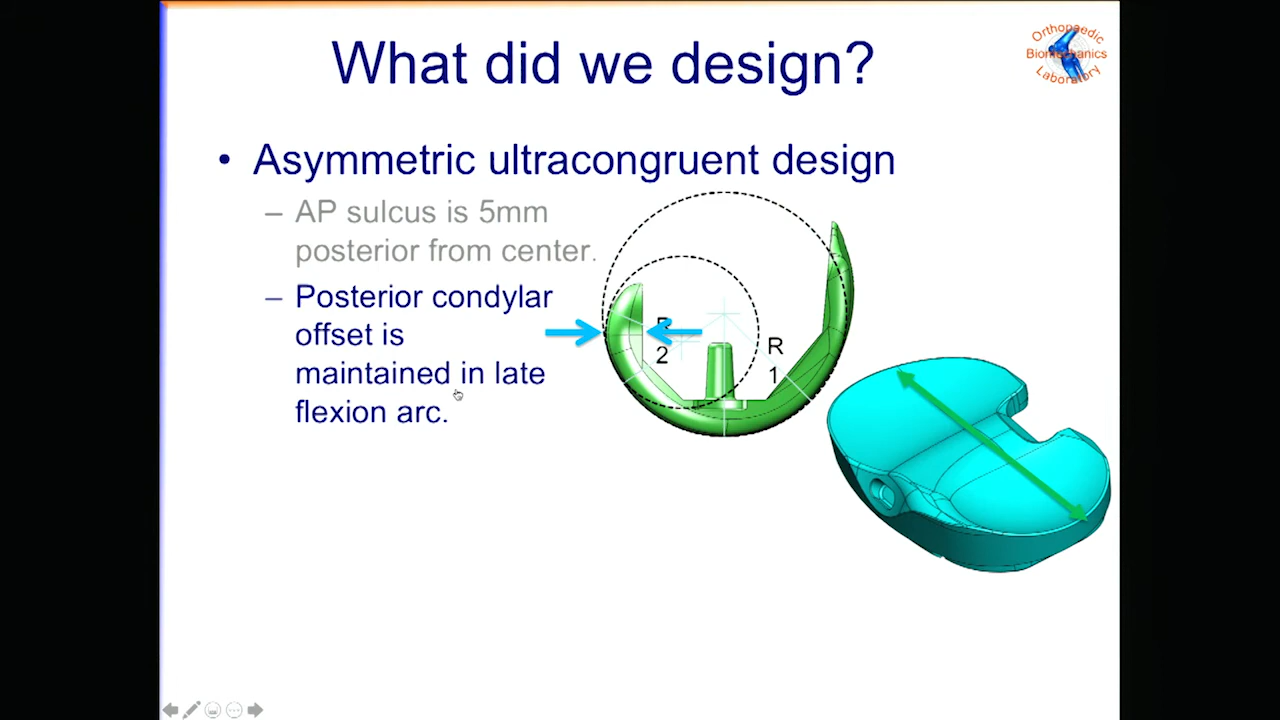 What did we design?
Orthopaedic
Biomechanics
Laboratory
• Asymmetric ultracongruent design
– AP sulcus is 5mm
posterior from center.
– Posterior condylar
offset is
maintained in late
flexion arc.
2
R
1